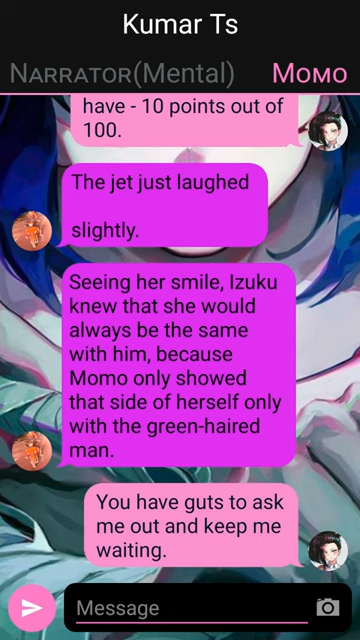 Kumar Ts
Narrator(Mental) Momo
have - 10 points out of
100.
The jet just laughed
slightly.
Seeing her smile, Izuku
knew that she would
always be the same
with him, because
Momo only showed
that side of herself only
with the green-haired
man.
You have guts to ask
me out and keep me
waiting.
Message